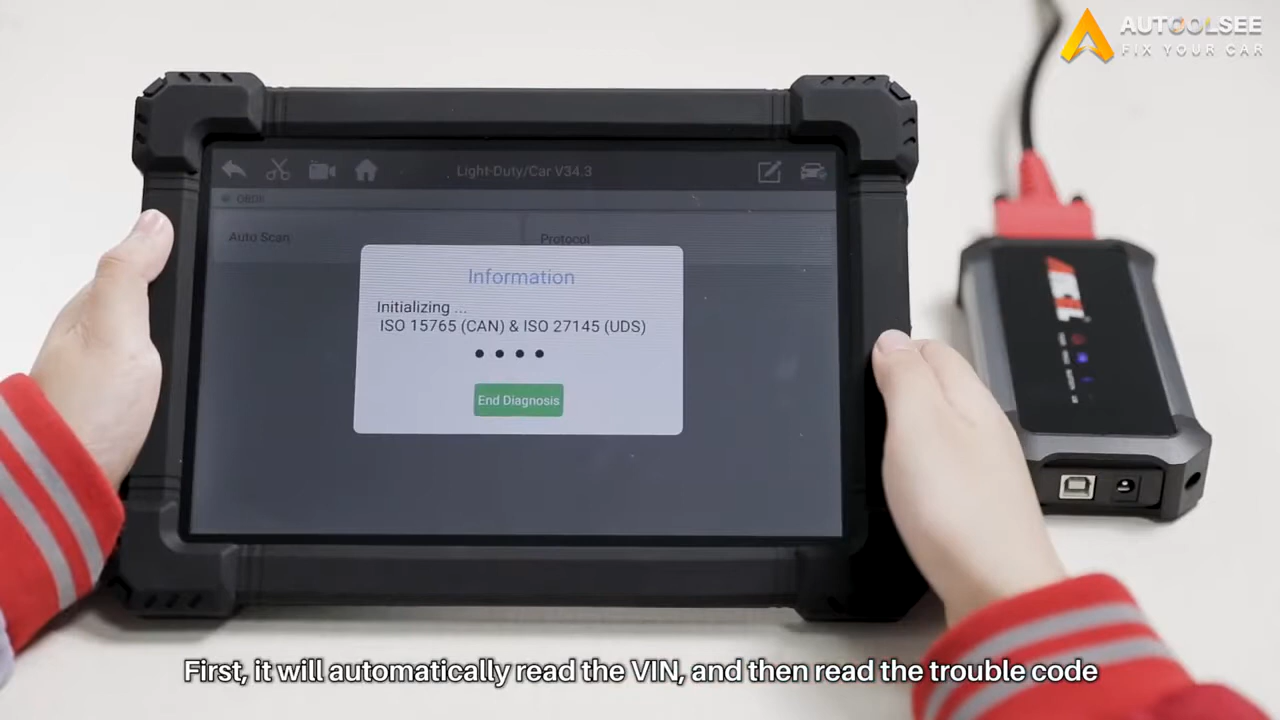 AUTOOLSEE
FIX YOUR CAR
Light-Duty/Car V34.3
OBDII
Auto Scan
Protocol
Information
Initializing ...
ISO 15765 (CAN) & ISO 27145 (UDS)
End Diagnosis
First, it will automatically read the VIN, and then read the trouble code